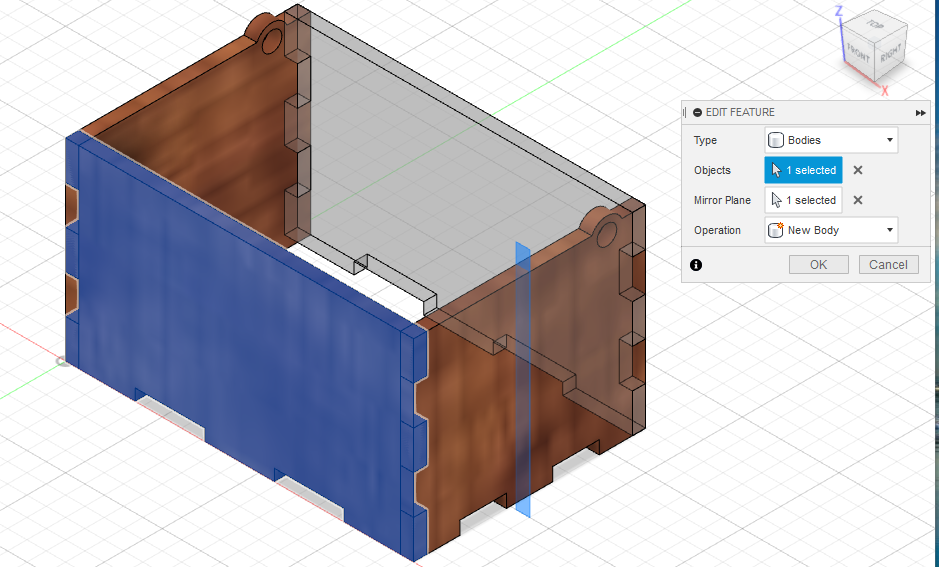 Z
TOP
FRONT
RIGHT
X
EDIT FEATURE
Type Bodies
Objects 1 selected
Mirror Plane 1 selected
Operation New Body
OK Cancel